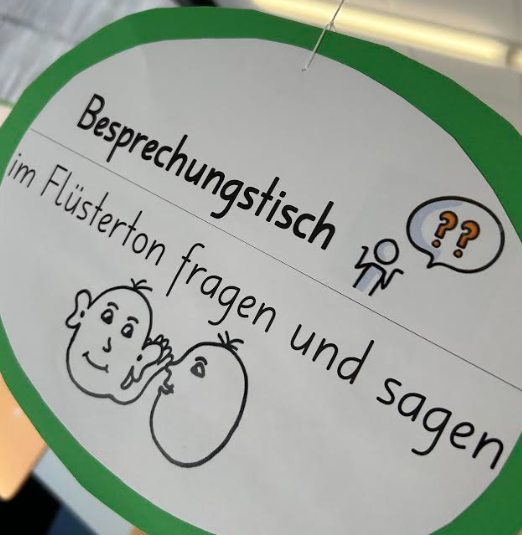 Besprechungstisch
??
im Flüsterton fragen und sagen